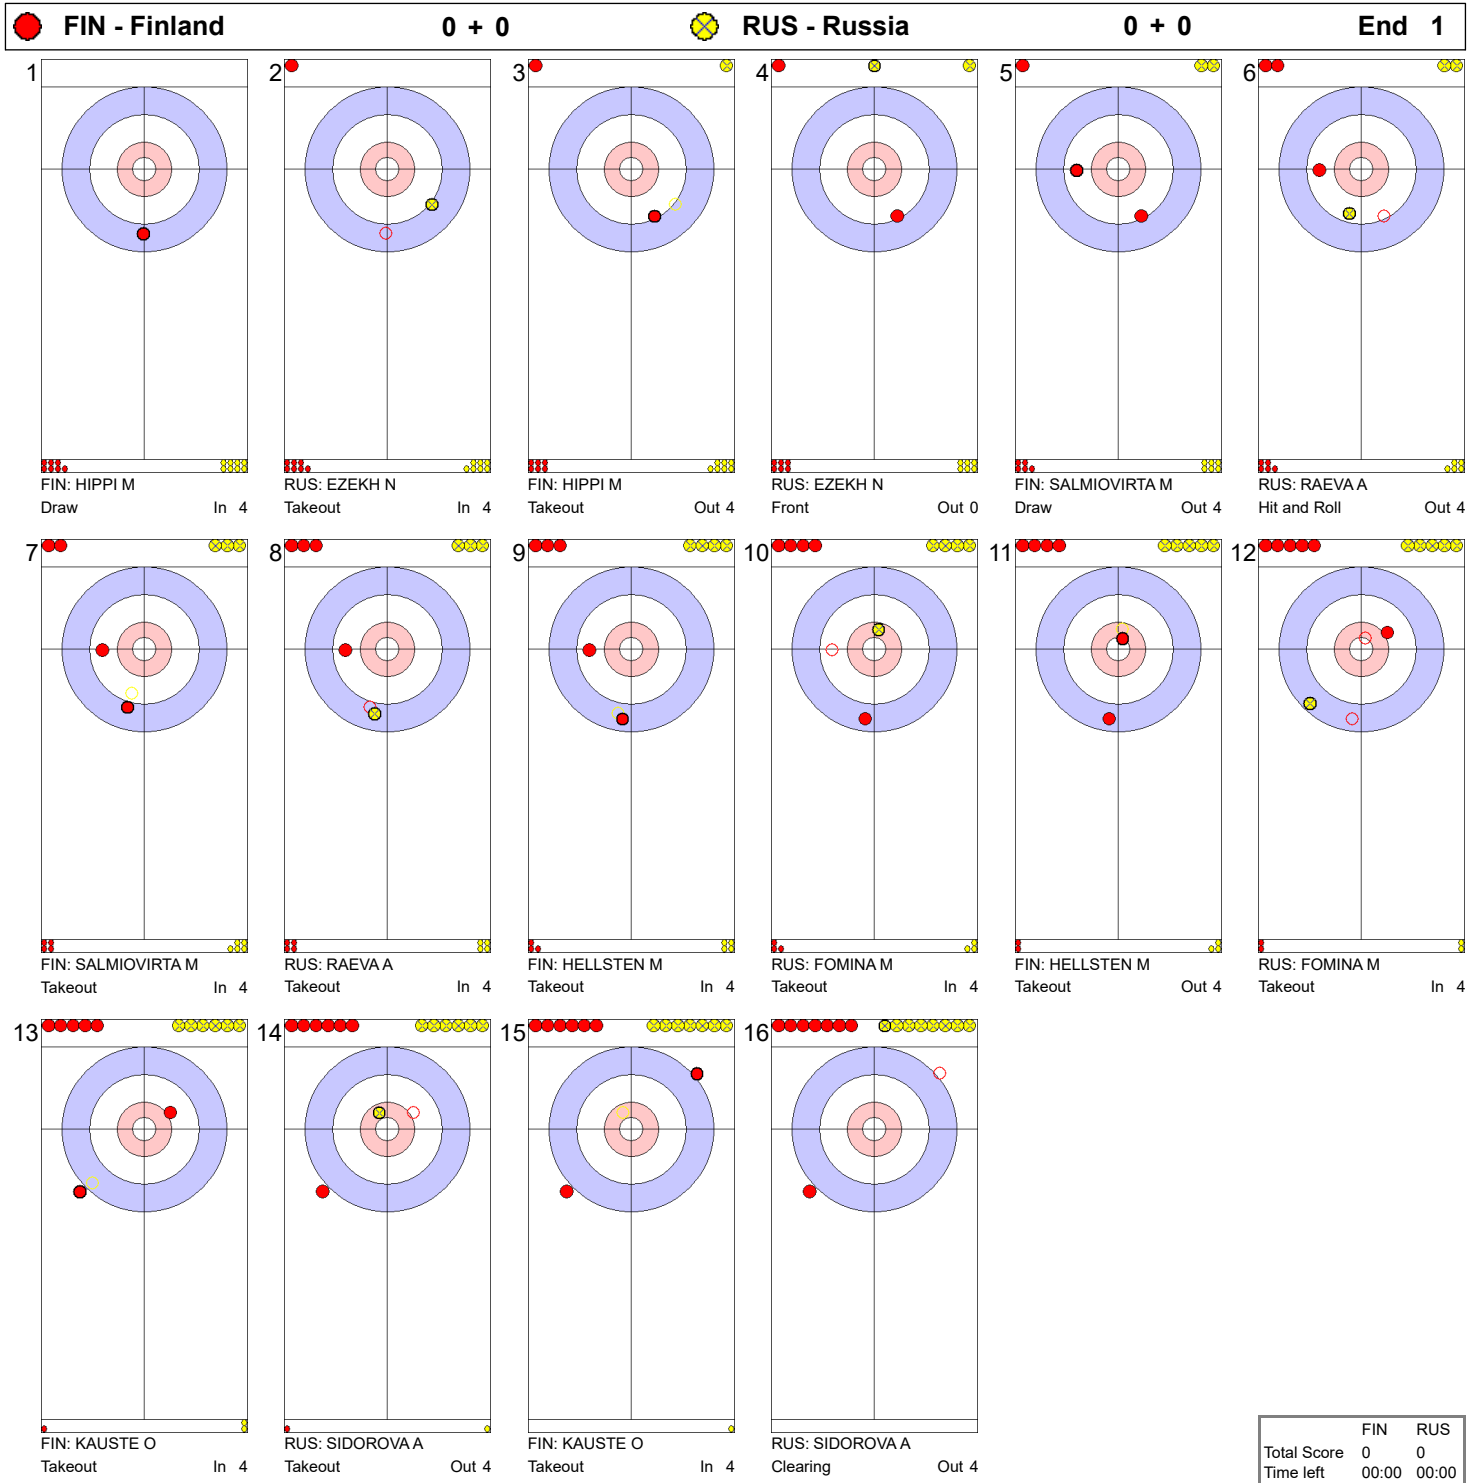 FIN - Finland 0 + 0 RUS - Russia 0 + 0 End 1
1 2 3 4 5 6
FIN: HIPPI M RUS: EZEKH N FIN: HIPPI M RUS: EZEKH N FIN: SALMIOVIRTA M RUS: RAEVA A
Draw In 4 Takeout In 4 Takeout Out 4 Front Out 0 Draw Out 4 Hit and Roll Out 4
7 8 9 10 11 12
FIN: SALMIOVIRTA M RUS: RAEVA A FIN: HELLSTEN M RUS: FOMINA M FIN: HELLSTEN M RUS: FOMINA M
Takeout In 4 Takeout In 4 Takeout In 4 Takeout In 4 Takeout Out 4 Takeout In 4
13 14 15 16
FIN: KAUSTE O RUS: SIDOROVA A FIN: KAUSTE O RUS: SIDOROVA A
Takeout In 4 Takeout Out 4 Takeout In 4 Clearing Out 4
FIN RUS
Total Score 0 0
Time left 00:00 00:00